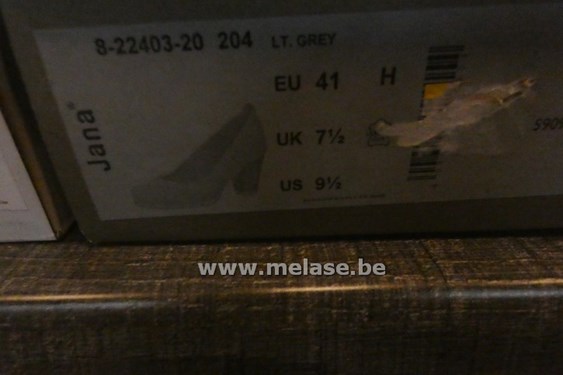 8-22403-20 204 LT. GREY
EU 41 H
Jana®
UK 7½
US 9½
www.melase.be